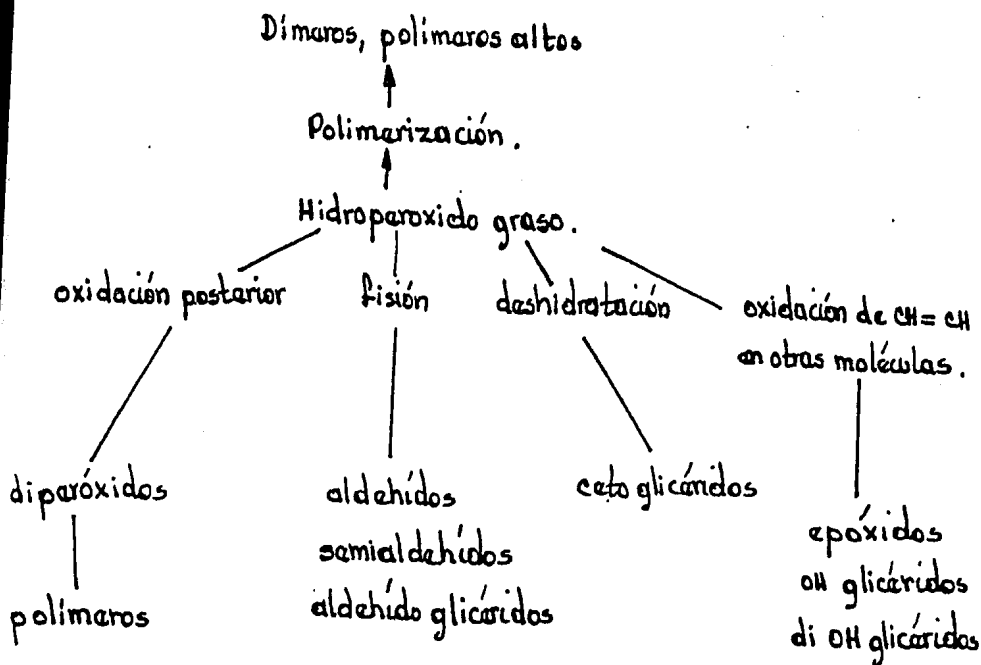 Dímeros, polímeros altos
Polimerización.
Hidroperoxido graso.
oxidación posterior
fisión
deshidratación
oxidación de CH=CH
en otras moléculas.
diperóxidos
polímeros
aldehídos
semialdehídos
aldehído glicéridos
ceto glicéridos
epóxidos
OH glicéridos
di OH glicéridos